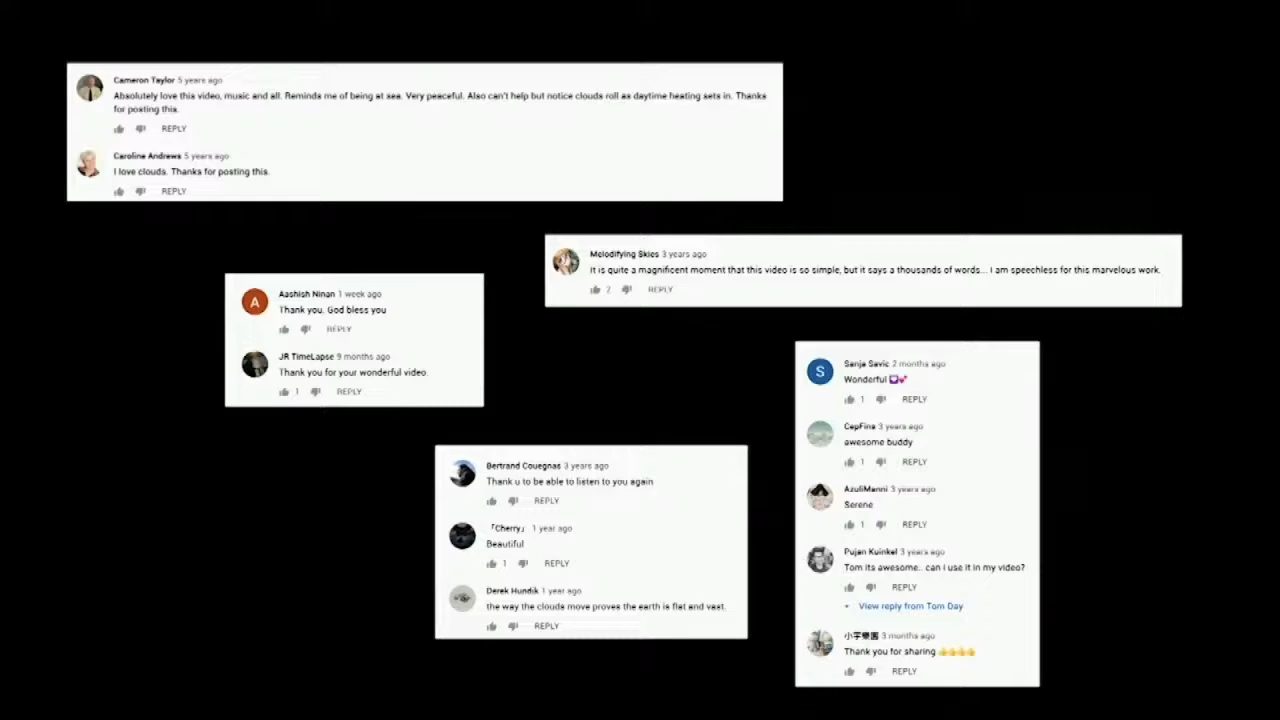 Cameron Taylor 5 years ago
Absolutely love this video, music and all. Reminds me of being at sea. Very peaceful. Also can't help but notice clouds roll as daytime heating sets in. Thanks
for posting this.
REPLY
Caroline Andrews 5 years ago
I love clouds. Thanks for posting this.
REPLY
Melodifying Skies 3 years ago
It is quite a magnificent moment that this video is so simple, but it says a thousands of words... I am speechless for this marvelous work.
2 REPLY
A
Aashish Ninan 1 week ago
Thank you. God bless you
REPLY
JR TimeLapse 9 months ago
Thank you for your wonderful video.
1 REPLY
S
Sanja Savic 2 months ago
Wonderful 💟💕
1 REPLY
CapFina 3 years ago
awesome buddy
1 REPLY
AzuliManni 3 years ago
Serene
1 REPLY
Pujan Kuinkel 3 years ago
Tom its awesome.. can i use it in my video?
REPLY
View reply from Tom Day
小芋樂園 3 months ago
Thank you for sharing 👍👍👍👍
REPLY
Bertrand Couegnas 3 years ago
Thank u to be able to listen to you again
REPLY
「Cherry」 1 year ago
Beautiful
1 REPLY
Derek Hundik 1 year ago
the way the clouds move proves the earth is flat and vast.
REPLY